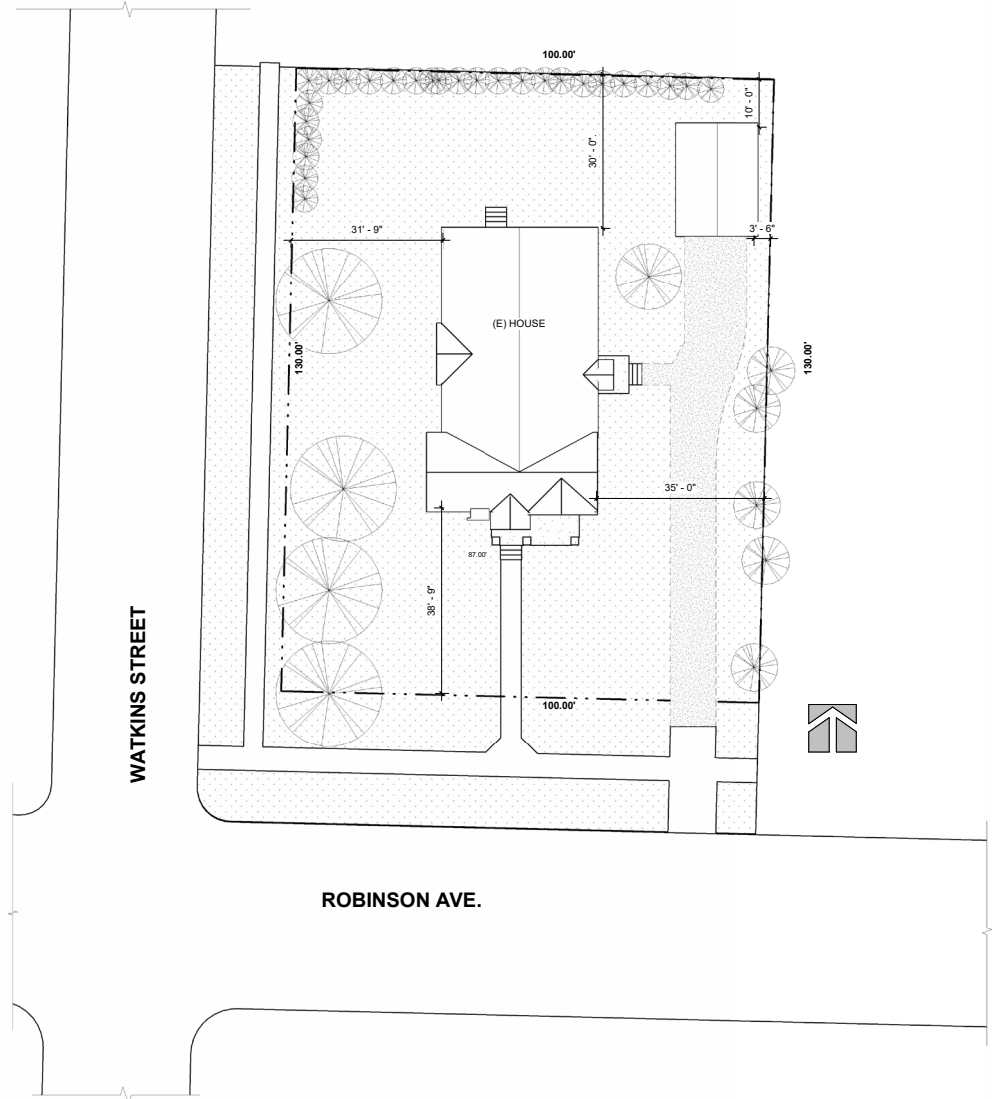 100.00'
10' - 0"
30' - 0".
31' - 9"
3' - 6"
(E) HOUSE
130.00'
130.00'
35' - 0"
87.00'
38' - 9"
WATKINS STREET
100.00'
ROBINSON AVE.